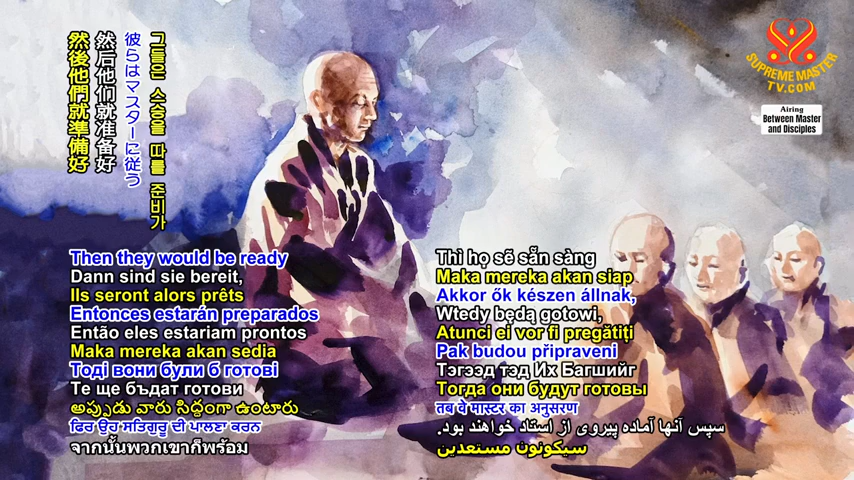 그들은 스승을 따를 준비가
彼らはマスターに従う
然后他们就准备好
然後他們就準備好
SUPREME MASTER
TV.COM
Airing
Between Master
and Disciples
Then they would be ready
Dann sind sie bereit,
Ils seront alors prêts
Entonces estarán preparados
Então eles estariam prontos
Maka mereka akan sedia
Тоді вони були б готові
Те ще бъдат готови
అప్పుడు వారు సిద్ధంగా ఉంటారు
ਫਿਰ ਉਹ ਸਤਿਗੁਰੂ ਦੀ ਪਾਲਣਾ ਕਰਨ
จากนั้นพวกเขาก็พร้อม
Thì họ sẽ sẵn sàng
Maka mereka akan siap
Akkor ők készen állnak,
Wtedy będą gotowi,
Atunci ei vor fi pregătiți
Pak budou připraveni
Тэгээд тэд Их Багшийг
Тогда они будут готовы
तब वे मास्टर का अनुसरण
سپس آنها آماده پیروی از استاد خواهند بود.
سيكونون مستعدين